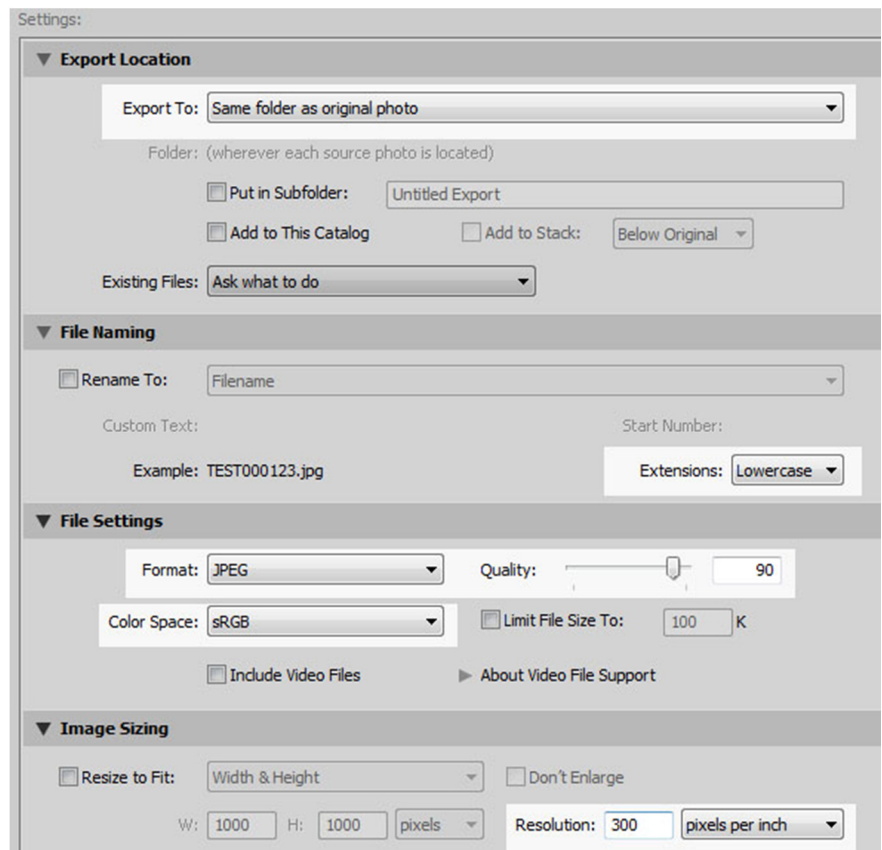 Settings:
Export Location
Export To: Same folder as original photo
Folder: (wherever each source photo is located)
Put in Subfolder: Untitled Export
Add to This Catalog Add to Stack: Below Original
Existing Files: Ask what to do
File Naming
Rename To: Filename
Custom Text: Start Number:
Example: TEST000123.jpg Extensions: Lowercase
File Settings
Format: JPEG Quality: 90
Color Space: sRGB Limit File Size To: 100 K
Include Video Files About Video File Support
Image Sizing
Resize to Fit: Width & Height Don't Enlarge
W: 1000 H: 1000 pixels Resolution: 300 pixels per inch